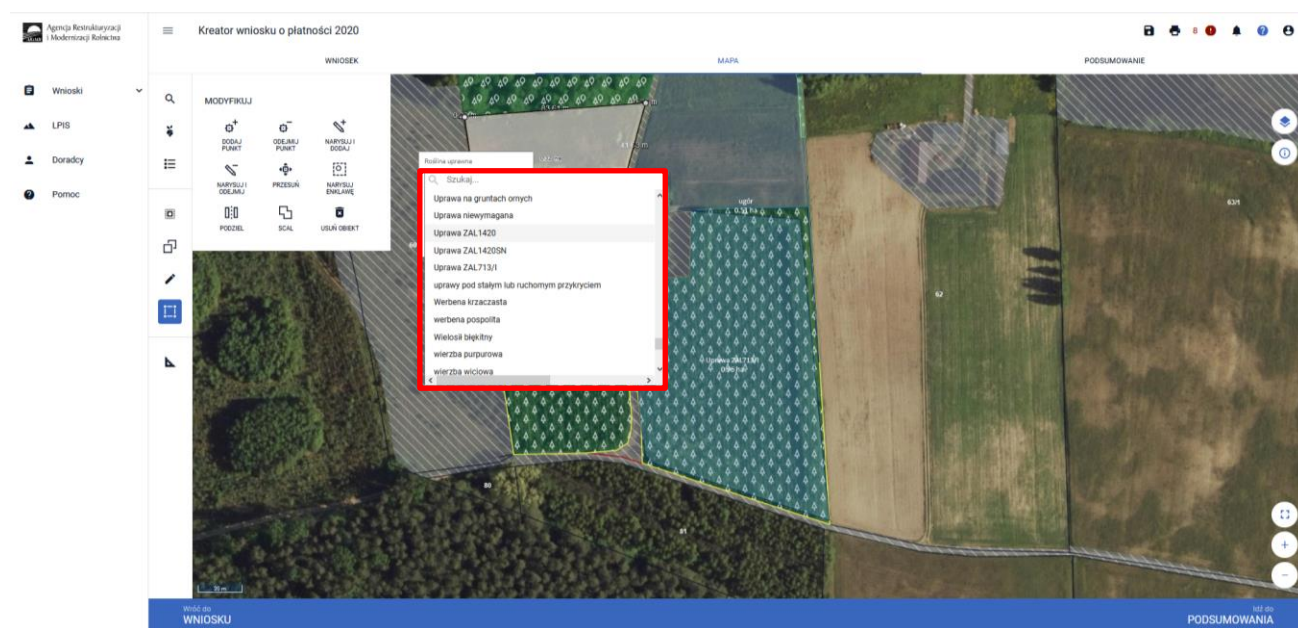 Agencja Restrukturyzacji
i Modernizacji Rolnictwa
Kreator wniosku o płatności 2020
8
WNIOSEK
MAPA
PODSUMOWANIE
Wnioski
LPIS
Doradcy
Pomoc
MODYFIKUJ
DODAJ
PUNKT
ODEJMIJ
PUNKT
NARYSUJ I
DODAJ
NARYSUJ I
ODEJMIJ
PRZESUŃ
NARYSUJ
ENKLAWĘ
PODZIEL
SCAL
USUŃ OBIEKT
Roślina uprawna
Szukaj...
Uprawa na gruntach ornych
Uprawa niewymagana
Uprawa ZAL1420
Uprawa ZAL1420SN
Uprawa ZAL713/I
uprawy pod stałym lub ruchomym przykryciem
Werbena krzaczasta
werbena pospolita
Wielosił błękitny
wierzba purpurowa
wierzba wiciowa
ugór
63/1
62
Uprawa ZAL713/I
80
81
Wróć do
WNIOSKU
Idź do
PODSUMOWANIA